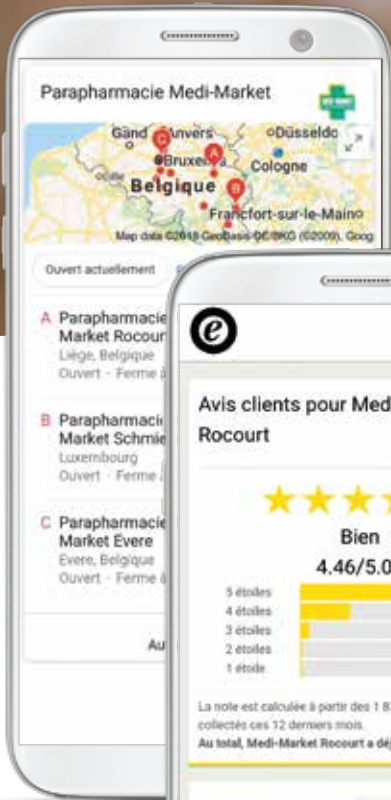 Parapharmacie Medi-Market
Gand Anvers
Düsseldo
Bruxel
Cologne
Belgique
Francfort-sur-le-Main
Map data ©2019 GeoBasis-DE/BKG (©2009), Goog
Ouvert actuellement
A Parapharmacie
Market Rocour
Liège, Belgique
Ouvert · Ferme à
B Parapharmaci
Market Schmie
Luxembourg
Ouvert · Ferme
C Parapharmacie
Market Evere
Evere, Belgique
Ouvert · Ferme à
Au
e
Avis clients pour Med
Rocourt
Bien
4.46/5.0
5 étoiles
4 étoiles
3 étoiles
2 étoiles
1 étoile
La note est calculée à partir des 1 8
collectés ces 12 derniers mois.
Au total, Medi-Market Rocourt a déj